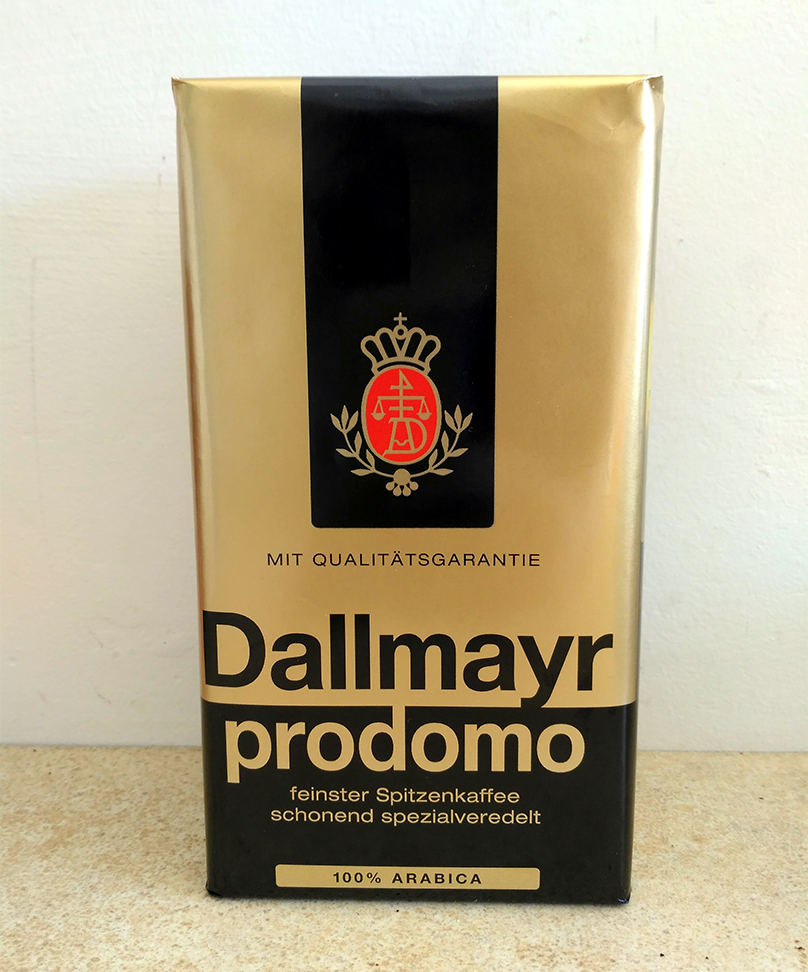 MIT QUALITÄTSGARANTIE
Dallmayr
prodomo
feinster Spitzenkaffee
schonend spezialveredelt
100% ARABICA